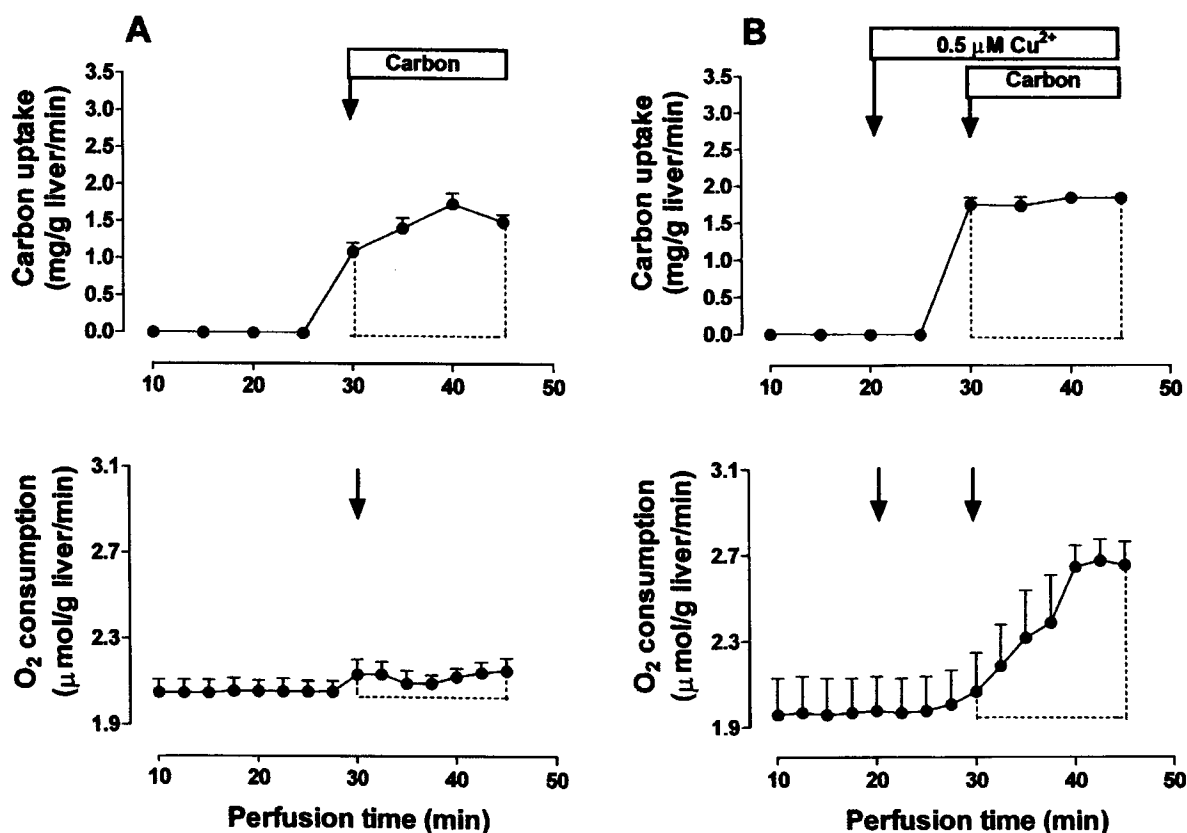 A
Carbon
Carbon uptake
(mg/g liver/min)
3.5
3.0
2.5
2.0
1.5
1.0
0.5
0.0
10 20 30 40 50
B
0.5 μM Cu²⁺
Carbon
Carbon uptake
(mg/g liver/min)
3.5
3.0
2.5
2.0
1.5
1.0
0.5
0.0
10 20 30 40 50
O₂ consumption
(μmol/g liver/min)
3.1
2.7
2.3
1.9
10 20 30 40 50
Perfusion time (min)
O₂ consumption
(μmol/g liver/min)
3.1
2.7
2.3
1.9
10 20 30 40 50
Perfusion time (min)